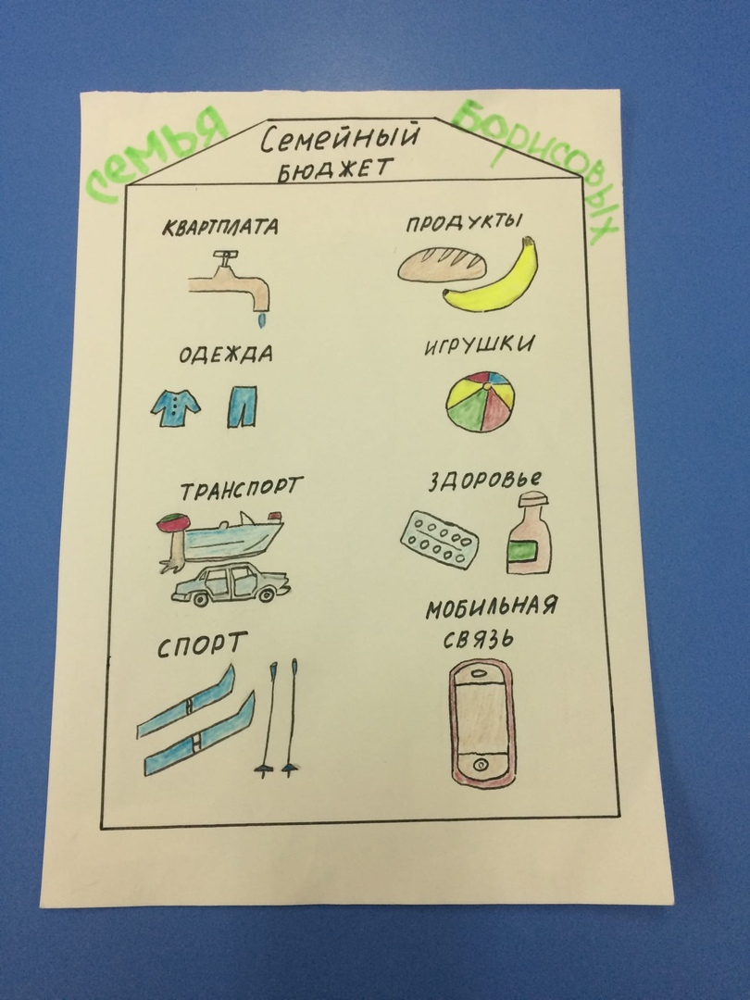 семья
Борисовых
Семейный
БЮДЖЕТ
КВАРТПЛАТА
ПРОДУКТЫ
ОДЕЖДА
ИГРУШКИ
ТРАНСПОРТ
ЗДОРОВЬе
СПОРТ
МОБИЛЬНАЯ
СВЯЗЬ